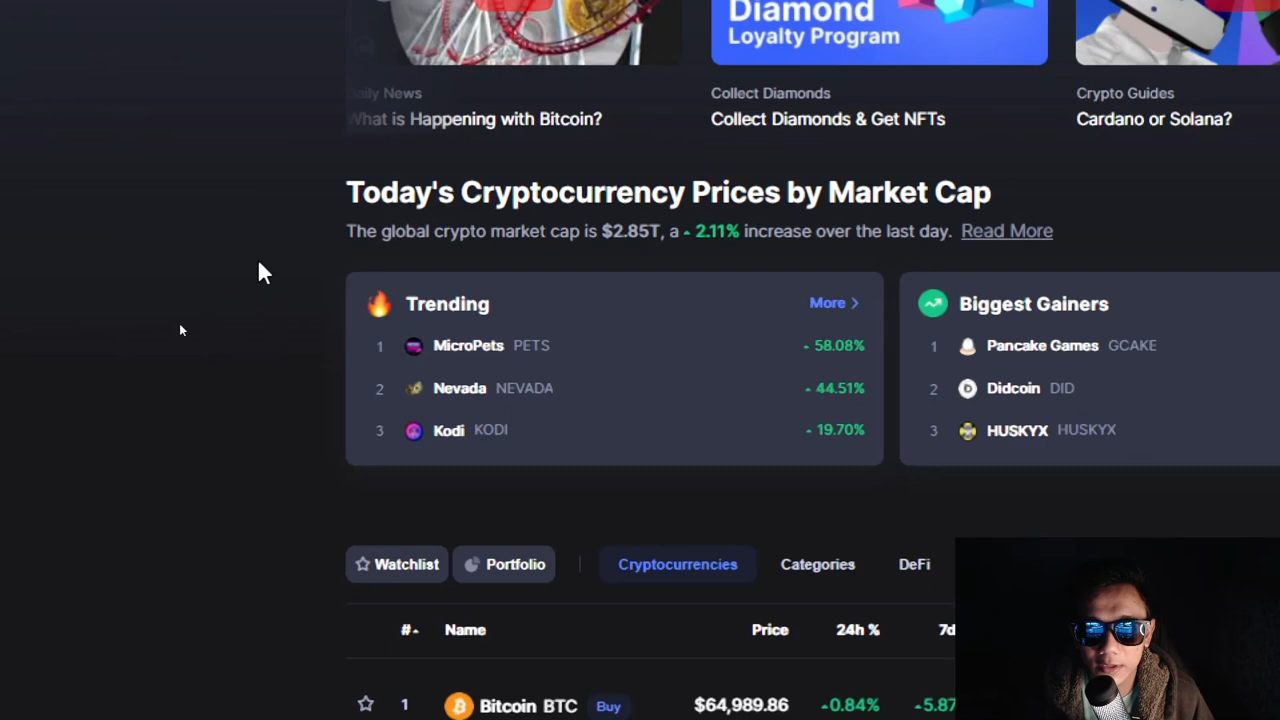 Diamond
Loyalty Program
Daily News
What is Happening with Bitcoin?
Collect Diamonds
Collect Diamonds & Get NFTs
Crypto Guides
Cardano or Solana?
Today's Cryptocurrency Prices by Market Cap
The global crypto market cap is $2.85T, a 2.11% increase over the last day. Read More
Trending
More >
1 MicroPets PETS 58.08%
2 Nevada NEVADA 44.51%
3 Kodi KODI 19.70%
Biggest Gainers
1 Pancake Games GCAKE
2 Didcoin DID
3 HUSKYX HUSKYX
Watchlist
Portfolio
Cryptocurrencies
Categories
DeFi
# Name Price 24h % 7d
1 Bitcoin BTC Buy $64,989.86 0.84% 5.87